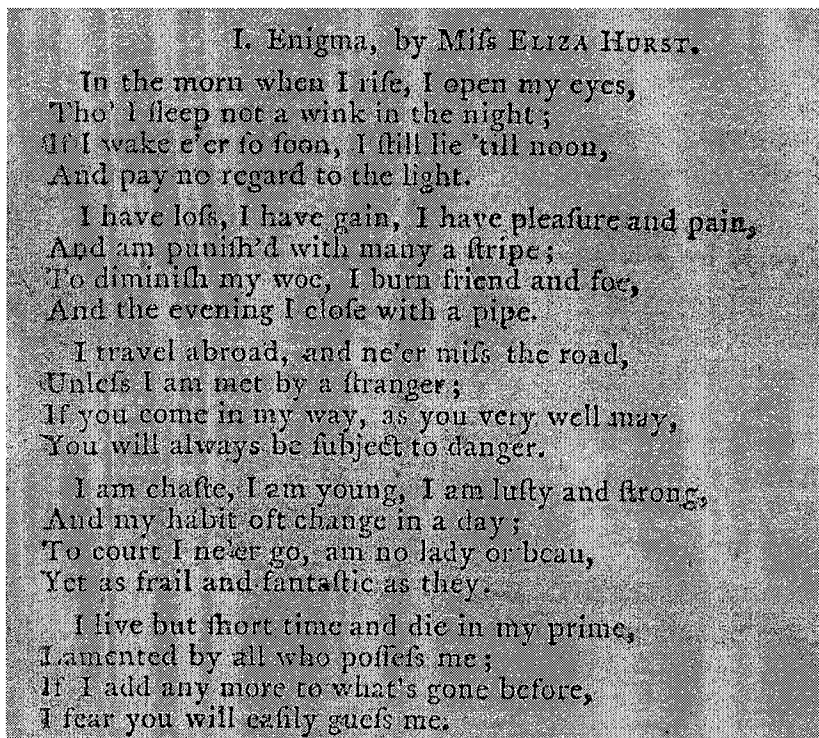 I. Enigma, by Miſs ELIZA HURST.
In the morn when I riſe, I open my eyes,
Tho' I ſleep not a wink in the night;
If I wake e'er ſo ſoon, I ſtill lie 'till noon,
And pay no regard to the light.
I have loſs, I have gain, I have pleaſure and pain,
And am puniſh'd with many a ſtripe;
To diminiſh my woe, I burn friend and foe,
And the evening I cloſe with a pipe.
I travel abroad, and ne'er miſs the road,
Unleſs I am met by a ſtranger;
If you come in my way, as you very well may,
You will always be ſubject to danger.
I am chaſte, I am young, I am luſty and ſtrong,
And my habit oft change in a day;
To court I ne'er go, am no lady or beau,
Yet as frail and fantaſtic as they.
I live but ſhort time and die in my prime,
Lamented by all who poſſeſs me;
If I add any more to what's gone before,
I fear you will eaſily gueſs me.